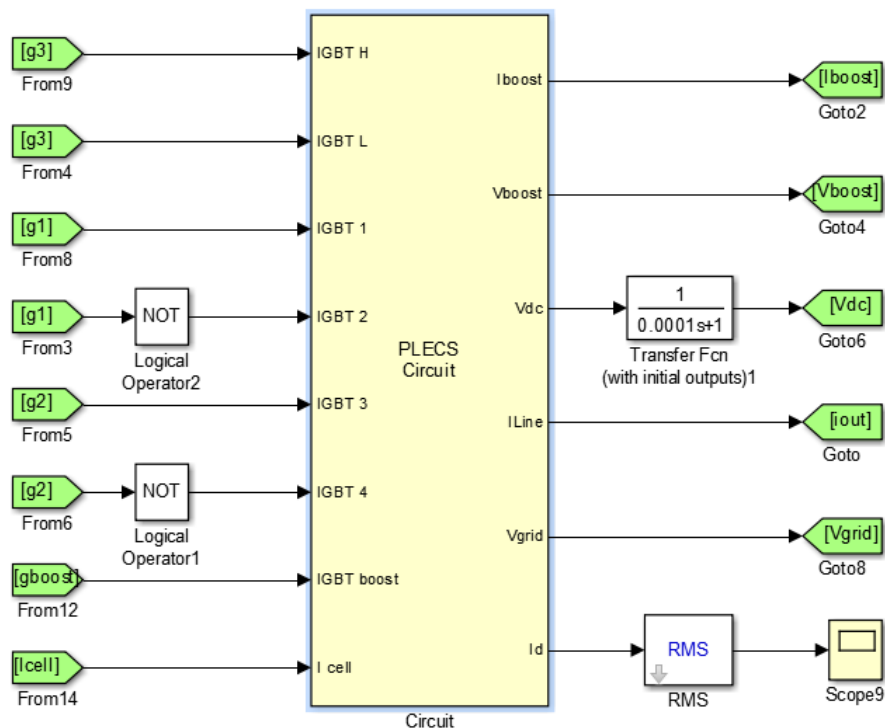 [g3]
From9
[g3]
From4
[g1]
From8
[g1]
From3
NOT
Logical
Operator2
[g2]
From5
[g2]
From6
NOT
Logical
Operator1
[gboost]
From12
[Icell]
From14
IGBT H
IGBT L
IGBT 1
IGBT 2
IGBT 3
IGBT 4
IGBT boost
I cell
PLECS
Circuit
Iboost
Vboost
Vdc
ILine
Vgrid
Id
Circuit
[Iboost]
Goto2
[Vboost]
Goto4
1
0.0001s+1
Transfer Fcn
(with initial outputs)1
[Vdc]
Goto6
[iout]
Goto
[Vgrid]
Goto8
RMS
RMS
Scope9